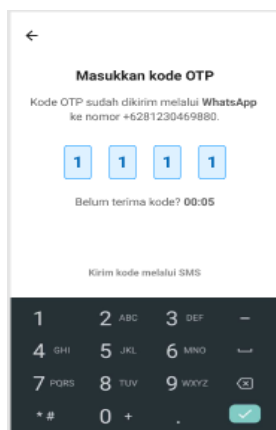 Masukkan kode OTP
Kode OTP sudah dikirim melalui WhatsApp
ke nomor +6281230469880.
1 1 1 1
Belum terima kode? 00:05
Kirim kode melalui SMS
1 2 ABC 3 DEF –
4 GHI 5 JKL 6 MNO
7 PQRS 8 TUV 9 WXYZ
* # 0 + .